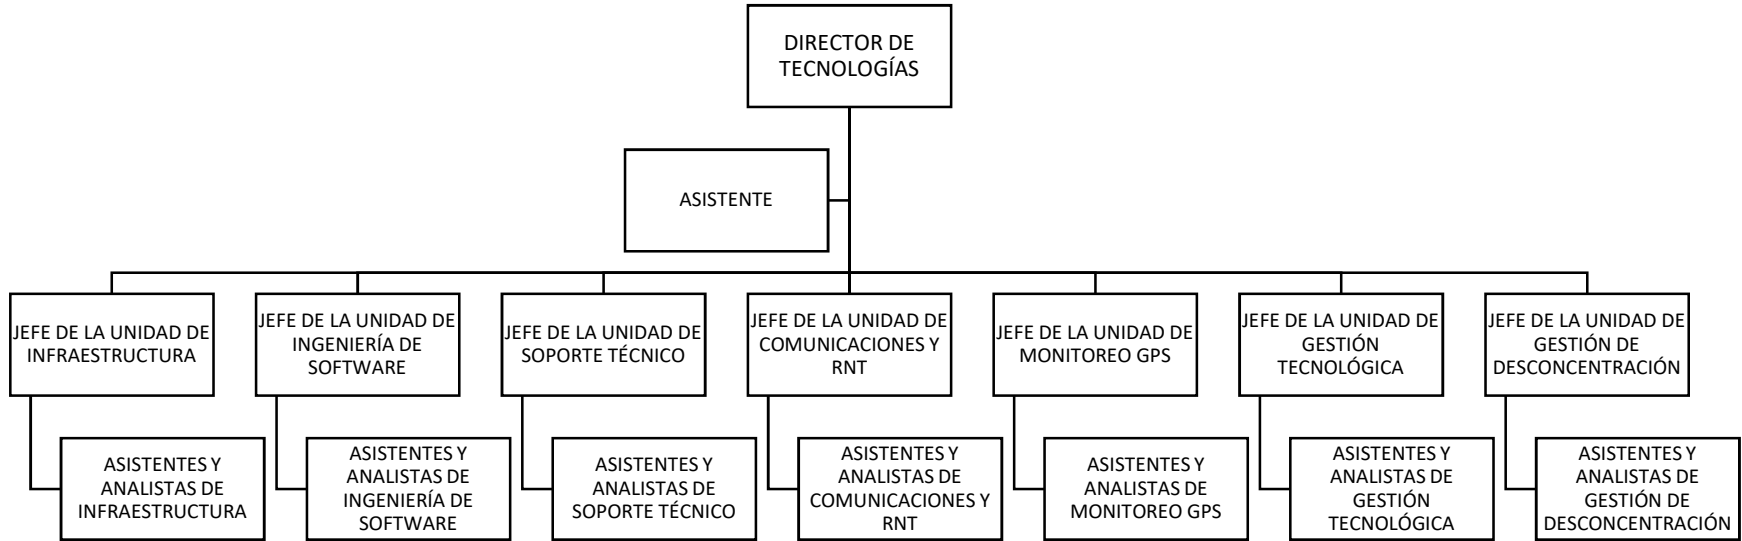 DIRECTOR DE
TECNOLOGÍAS
ASISTENTE
JEFE DE LA UNIDAD DE
INFRAESTRUCTURA
JEFE DE LA UNIDAD DE
INGENIERÍA DE
SOFTWARE
JEFE DE LA UNIDAD DE
SOPORTE TÉCNICO
JEFE DE LA UNIDAD DE
COMUNICACIONES Y
RNT
JEFE DE LA UNIDAD DE
MONITOREO GPS
JEFE DE LA UNIDAD DE
GESTIÓN
TECNOLÓGICA
JEFE DE LA UNIDAD DE
GESTIÓN DE
DESCONCENTRACIÓN
ASISTENTES Y
ANALISTAS DE
INFRAESTRUCTURA
ASISTENTES Y
ANALISTAS DE
INGENIERÍA DE
SOFTWARE
ASISTENTES Y
ANALISTAS DE
SOPORTE TÉCNICO
ASISTENTES Y
ANALISTAS DE
COMUNICACIONES Y
RNT
ASISTENTES Y
ANALISTAS DE
MONITOREO GPS
ASISTENTES Y
ANALISTAS DE
GESTIÓN
TECNOLÓGICA
ASISTENTES Y
ANALISTAS DE
GESTIÓN DE
DESCONCENTRACIÓN